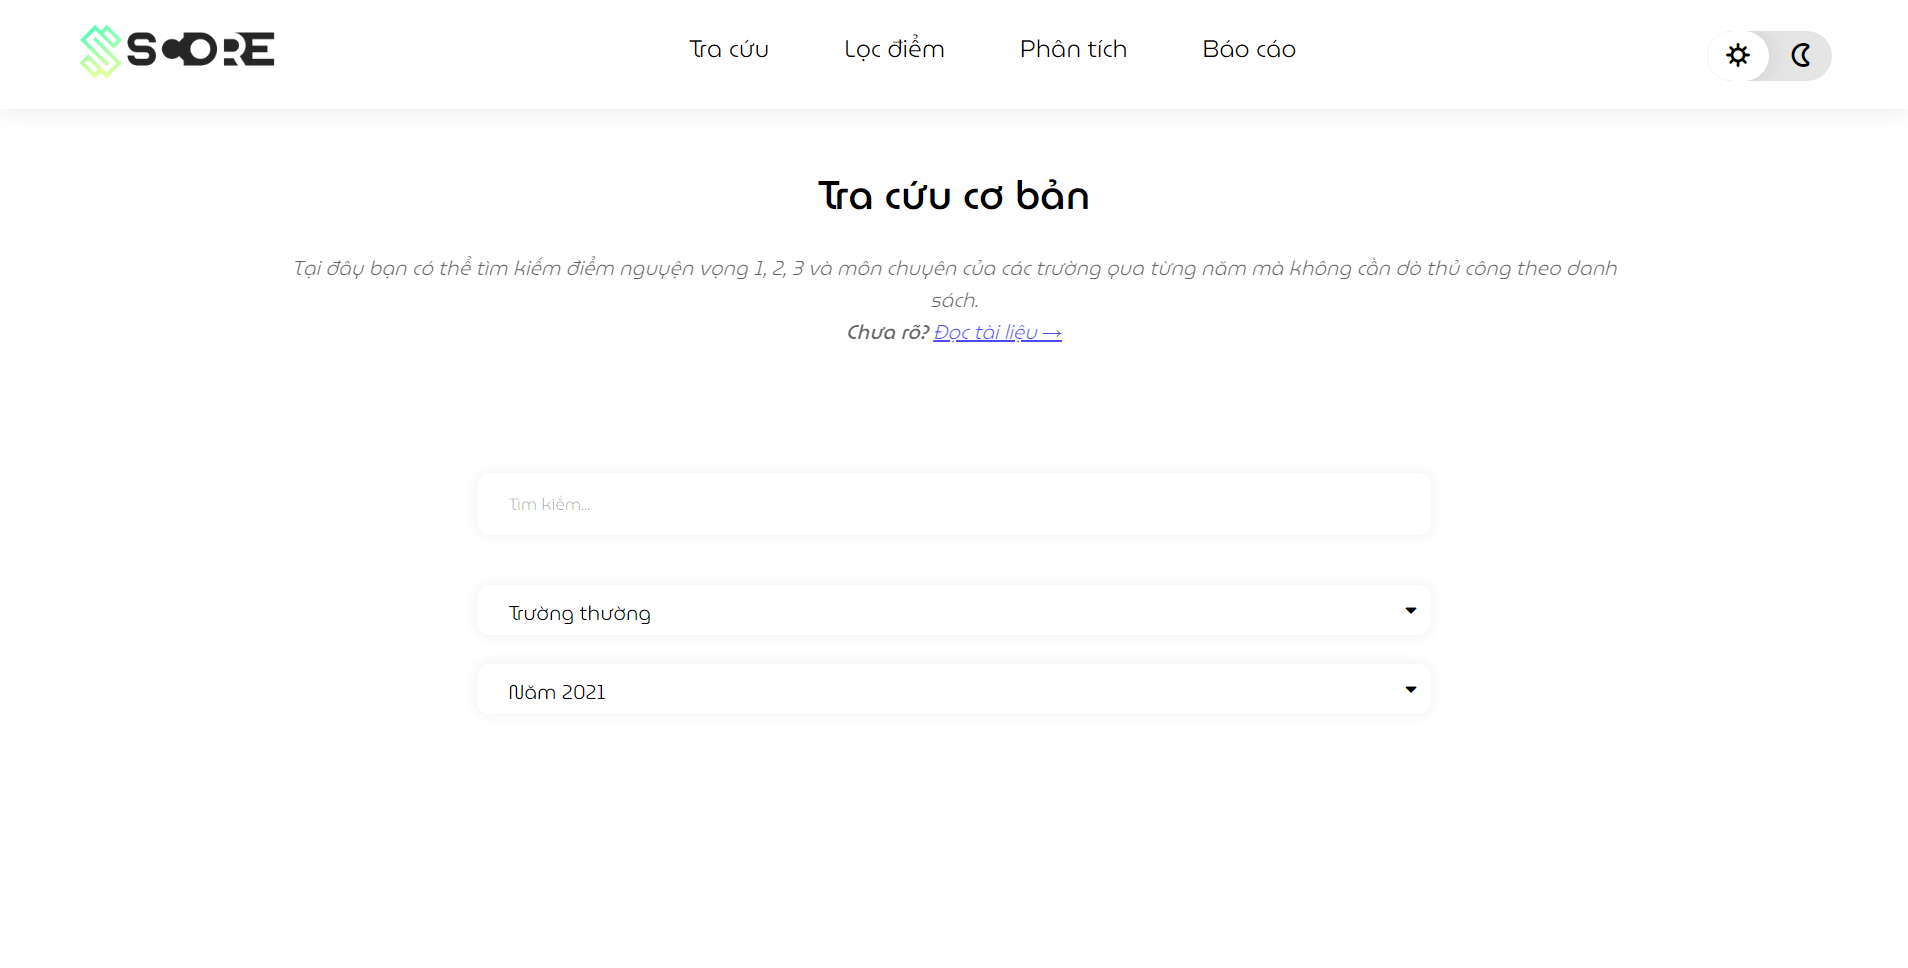 SCORE
Tra cứu
Lọc điểm
Phân tích
Báo cáo
Tra cứu cơ bản
Tại đây bạn có thể tìm kiếm điểm nguyện vọng 1, 2, 3 và môn chuyên của các trường qua từng năm mà không cần dò thủ công theo danh
sách.
Chưa rõ? Đọc tài liệu →
Tìm kiếm...
Trường thường
Năm 2021